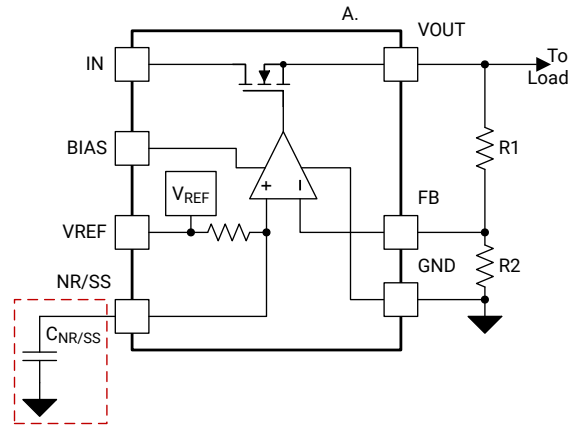 A.
VOUT
IN
To
Load
BIAS
R1
+
VREF
FB
VREF
GND
R2
NR/SS
CNR/SS